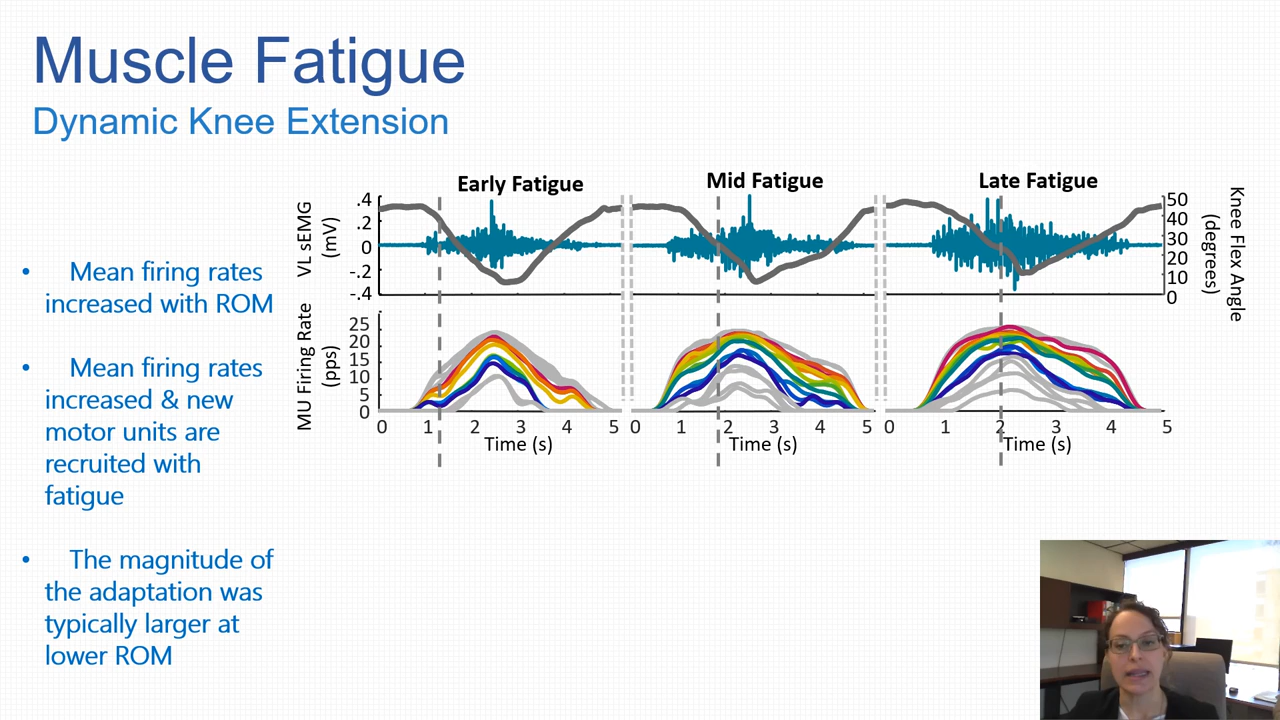 Muscle Fatigue
Dynamic Knee Extension
• Mean firing rates
increased with ROM
• Mean firing rates
increased & new
motor units are
recruited with
fatigue
• The magnitude of
the adaptation was
typically larger at
lower ROM
Early Fatigue
Mid Fatigue
Late Fatigue
VL sEMG
(mV)
.4
.2
0
-.2
-.4
50
40
30
20
10
0
Knee Flex Angle
(degrees)
MU Firing Rate
(pps)
25
20
15
10
5
0
0 1 2 3 4 5
0 1 2 3 4 5
0 1 2 3 4 5
Time (s)
Time (s)
Time (s)